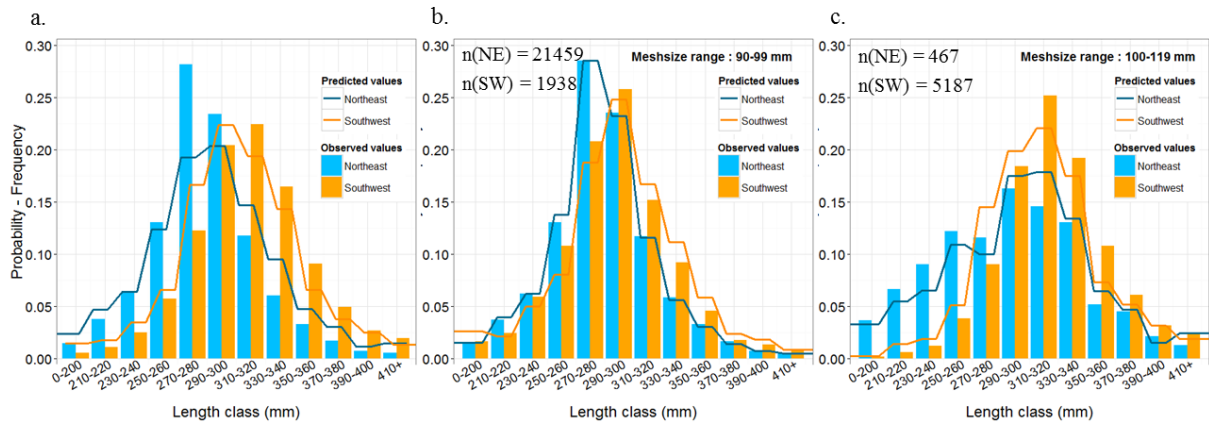 a.
Probability - Frequency
0.30
0.25
0.20
0.15
0.10
0.05
0.00
Predicted values
Northeast
Southwest
Observed values
Northeast
Southwest
0-200
210-220
230-240
250-260
270-280
290-300
310-320
330-340
350-360
370-380
390-400
410+
Length class (mm)
b.
n(NE) = 21459
n(SW) = 1938
Meshsize range : 90-99 mm
0.30
0.25
0.20
0.15
0.10
0.05
0.00
Predicted values
Northeast
Southwest
Observed values
Northeast
Southwest
0-200
210-220
230-240
250-260
270-280
290-300
310-320
330-340
350-360
370-380
390-400
410+
Length class (mm)
c.
n(NE) = 467
n(SW) = 5187
Meshsize range : 100-119 mm
0.30
0.25
0.20
0.15
0.10
0.05
0.00
Predicted values
Northeast
Southwest
Observed values
Northeast
Southwest
0-200
210-220
230-240
250-260
270-280
290-300
310-320
330-340
350-360
370-380
390-400
410+
Length class (mm)